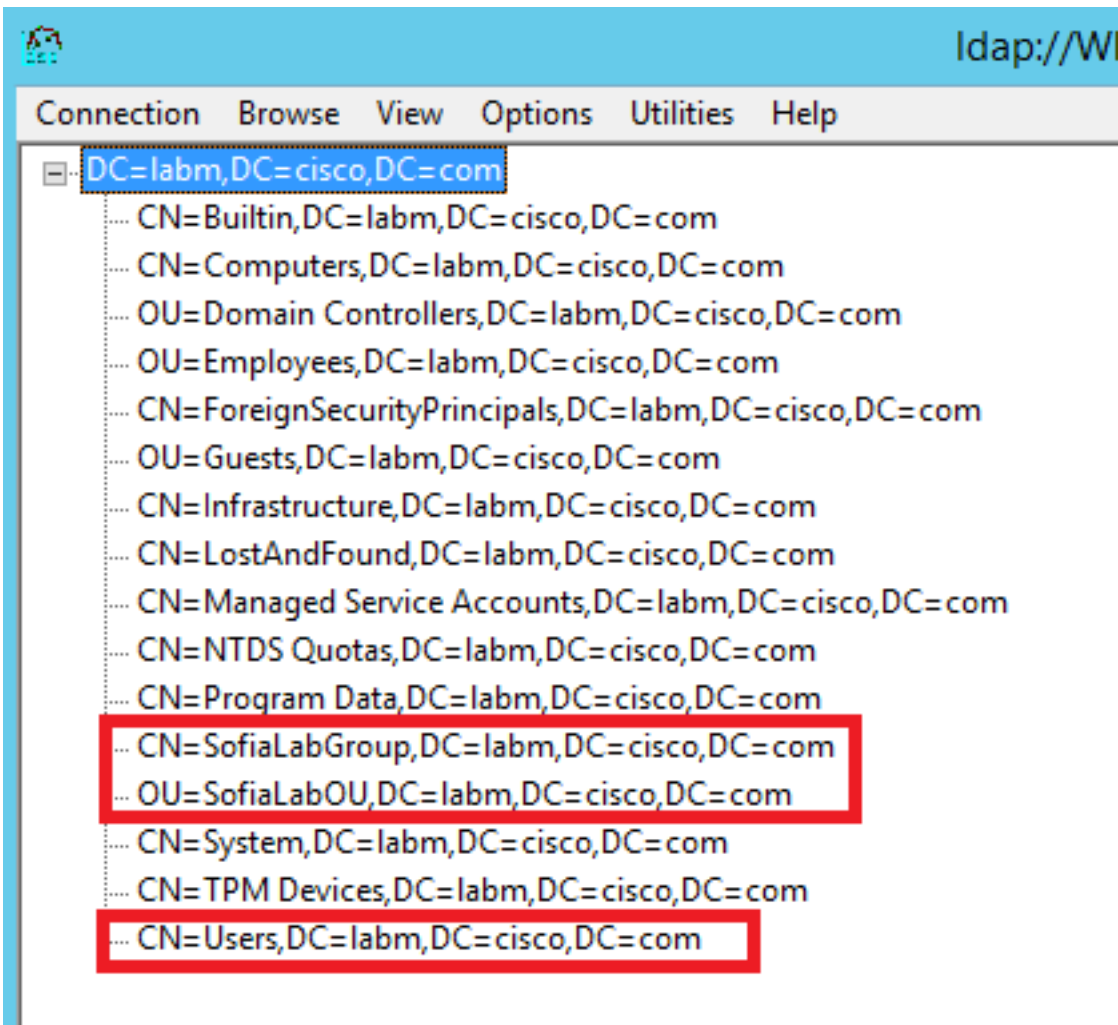 ldap://WI
Connection Browse View Options Utilities Help
DC=labm,DC=cisco,DC=com
CN=Builtin,DC=labm,DC=cisco,DC=com
CN=Computers,DC=labm,DC=cisco,DC=com
OU=Domain Controllers,DC=labm,DC=cisco,DC=com
OU=Employees,DC=labm,DC=cisco,DC=com
CN=ForeignSecurityPrincipals,DC=labm,DC=cisco,DC=com
OU=Guests,DC=labm,DC=cisco,DC=com
CN=Infrastructure,DC=labm,DC=cisco,DC=com
CN=LostAndFound,DC=labm,DC=cisco,DC=com
CN=Managed Service Accounts,DC=labm,DC=cisco,DC=com
CN=NTDS Quotas,DC=labm,DC=cisco,DC=com
CN=Program Data,DC=labm,DC=cisco,DC=com
CN=SofiaLabGroup,DC=labm,DC=cisco,DC=com
OU=SofiaLabOU,DC=labm,DC=cisco,DC=com
CN=System,DC=labm,DC=cisco,DC=com
CN=TPM Devices,DC=labm,DC=cisco,DC=com
CN=Users,DC=labm,DC=cisco,DC=com